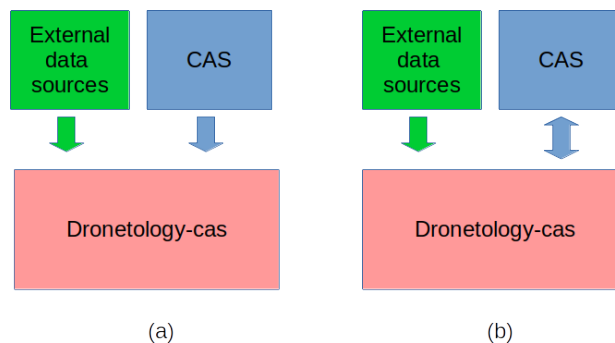 External
data
sources
CAS
Dronetology-cas
(a)
External
data
sources
CAS
Dronetology-cas
(b)